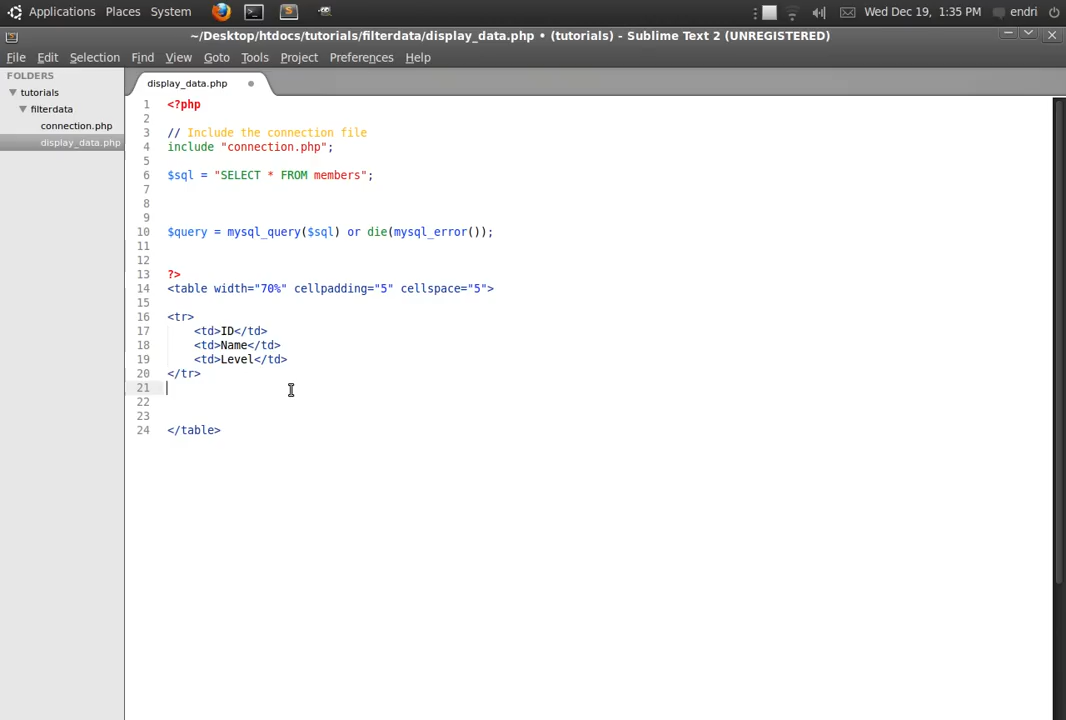 Applications Places System Wed Dec 19, 1:35 PM endri
~/Desktop/htdocs/tutorials/filterdata/display_data.php • (tutorials) - Sublime Text 2 (UNREGISTERED)
File Edit Selection Find View Goto Tools Project Preferences Help
FOLDERS
tutorials
filterdata
connection.php
display_data.php
display_data.php
1 <?php
2
3 // Include the connection file
4 include "connection.php";
5
6 $sql = "SELECT * FROM members";
7
8
9
10 $query = mysql_query($sql) or die(mysql_error());
11
12
13 ?>
14 <table width="70%" cellpadding="5" cellspace="5">
15
16 <tr>
17 <td>ID</td>
18 <td>Name</td>
19 <td>Level</td>
20 </tr>
21
22
23
24 </table>